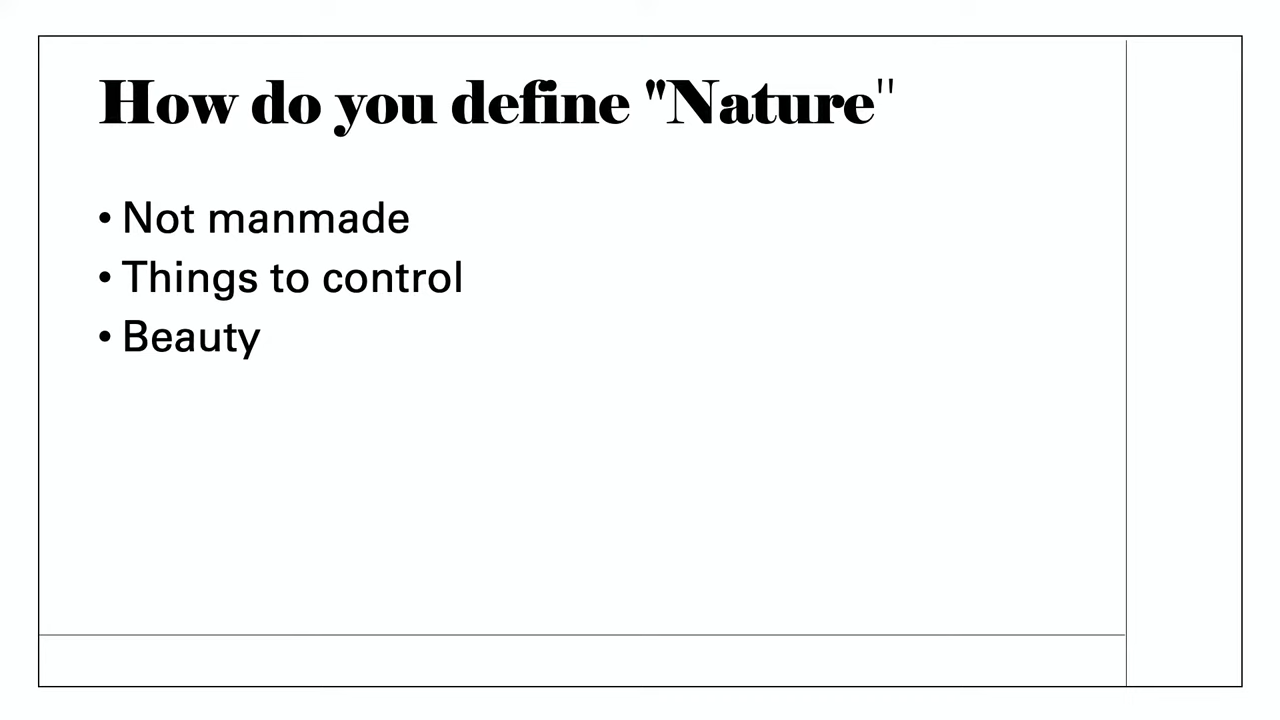 How do you define "Nature"
• Not manmade
• Things to control
• Beauty